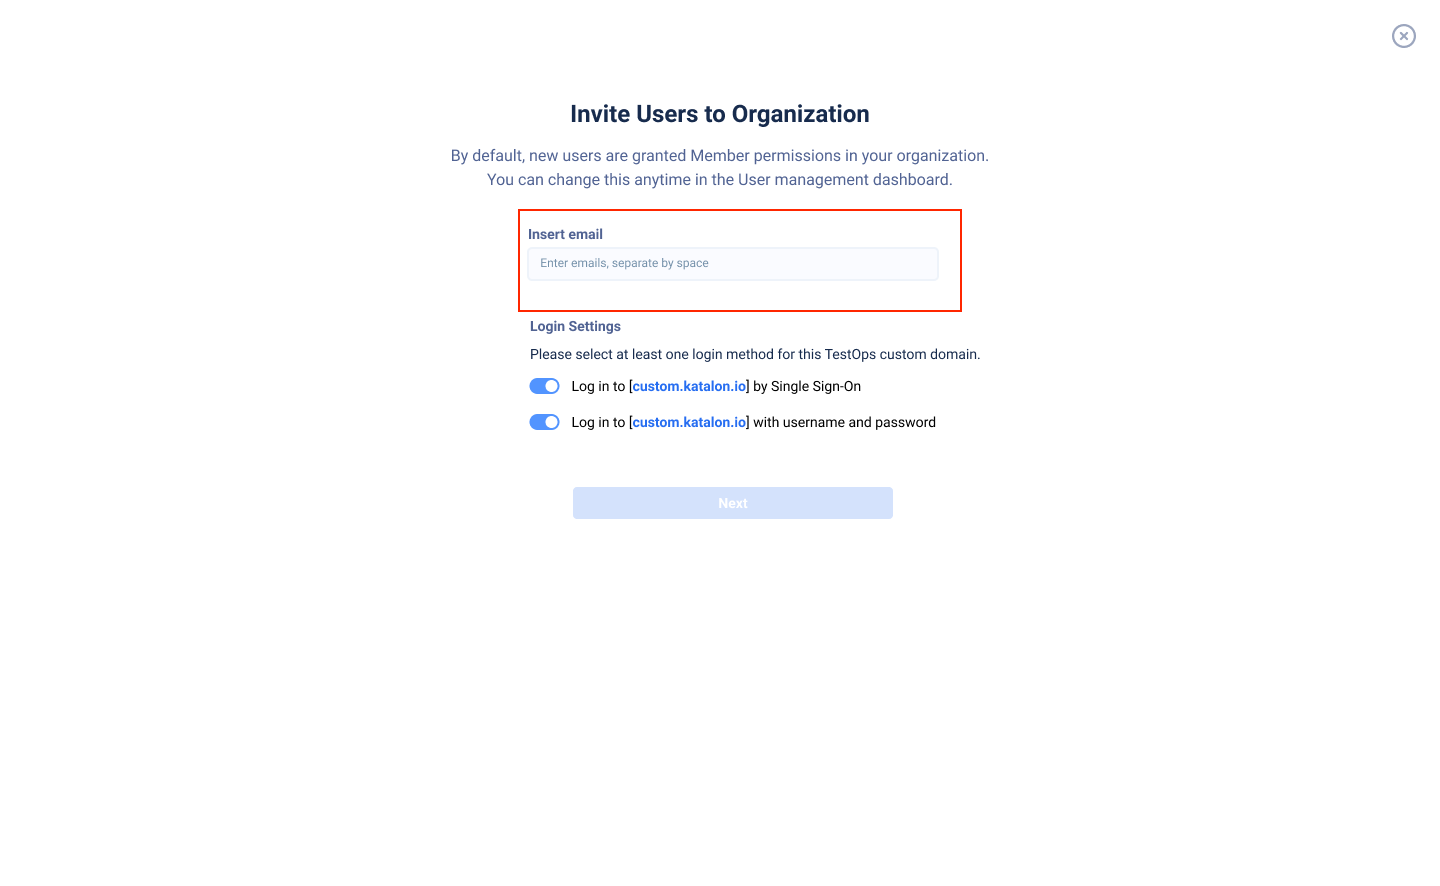 Invite Users to Organization
By default, new users are granted Member permissions in your organization.
You can change this anytime in the User management dashboard.
Insert email
Enter emails, separate by space
Login Settings
Please select at least one login method for this TestOps custom domain.
Log in to [custom.katalon.io] by Single Sign-On
Log in to [custom.katalon.io] with username and password
Next